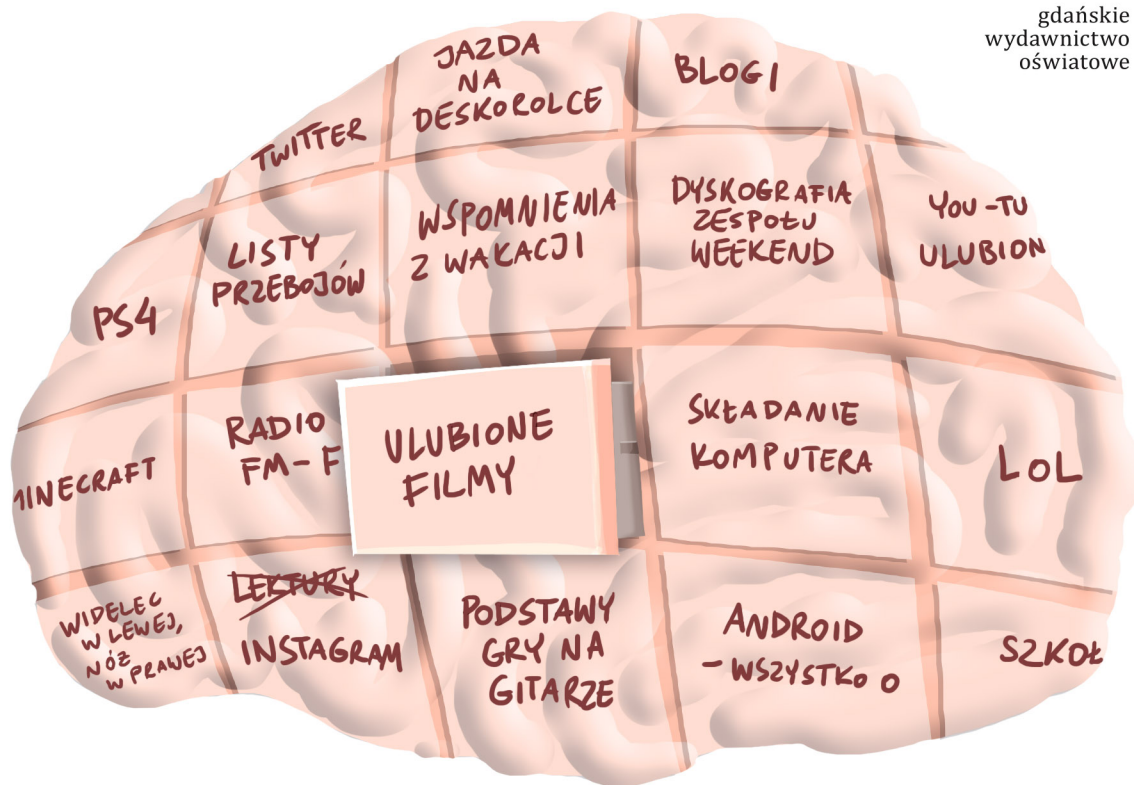 gdańskie
wydawnictwo
oświatowe
TWITTER
JAZDA
NA
DESKOROLCE
BLOGI
PS4
LISTY
PRZEBOJÓW
WSPOMNIENIA
Z WAKACJI
DYSKOGRAFIA
ZESPOŁU
WEEKEND
YOU-TU
ULUBION
MINECRAFT
RADIO
FM-F
ULUBIONE
FILMY
SKŁADANIE
KOMPUTERA
LOL
WIDELEC
W LEWEJ,
NÓŻ
W PRAWEJ
LEKTURY
INSTAGRAM
PODSTAWY
GRY NA
GITARZE
ANDROID
- WSZYSTKO O
SZKOŁ